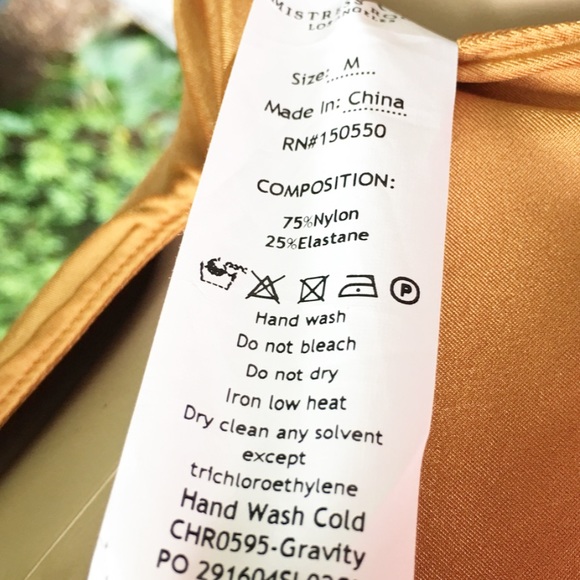 Size: M
Made In: China
RN#150550
COMPOSITION:
75%Nylon
25%Elastane
P
Hand wash
Do not bleach
Do not dry
Iron low heat
Dry clean any solvent
except
trichloroethylene
Hand Wash Cold
CHR0595-Gravity
PO